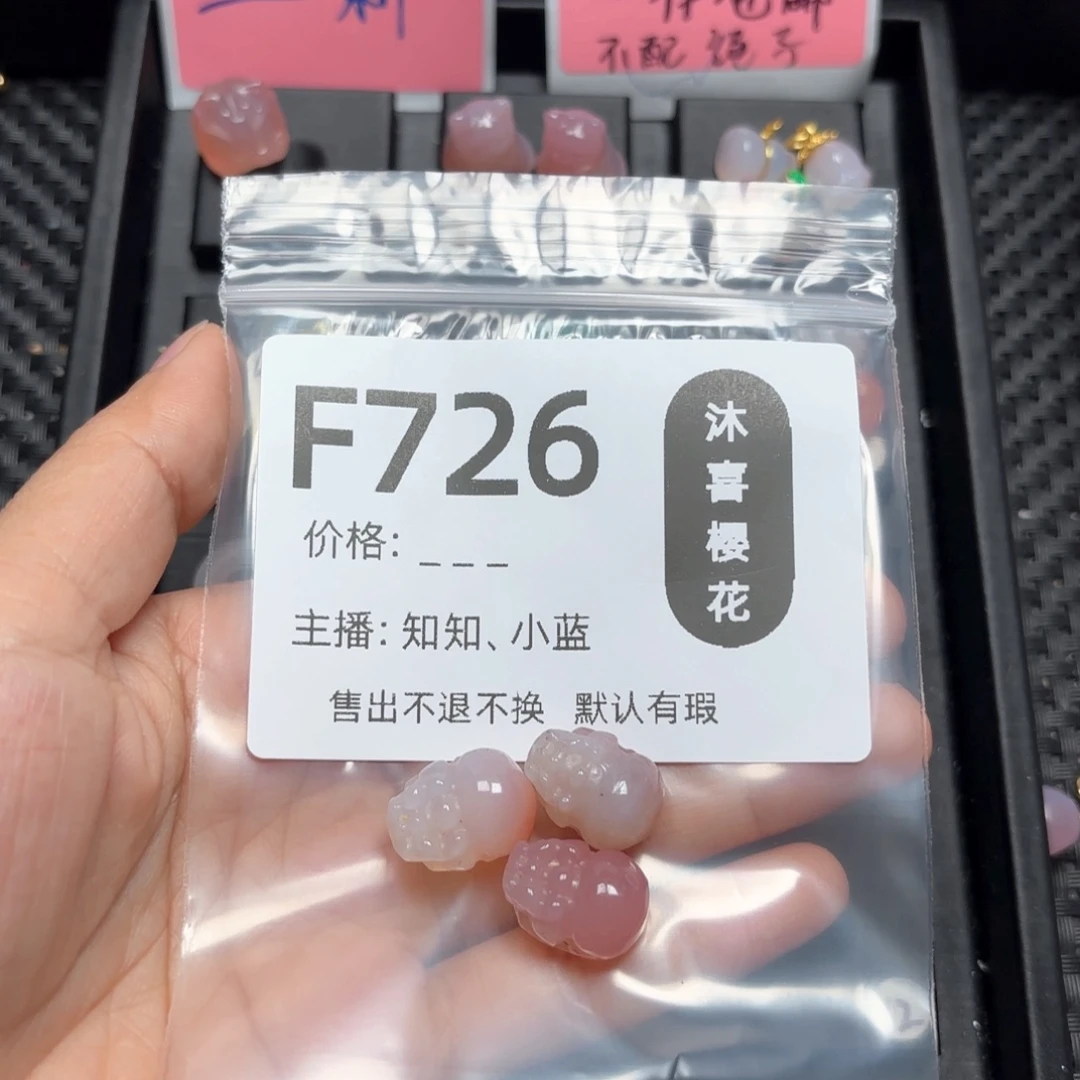 不配绳子
F726
价格: _ _ _
主播: 知知、小蓝
售出不退不换 默认有瑕
沐喜樱花
2